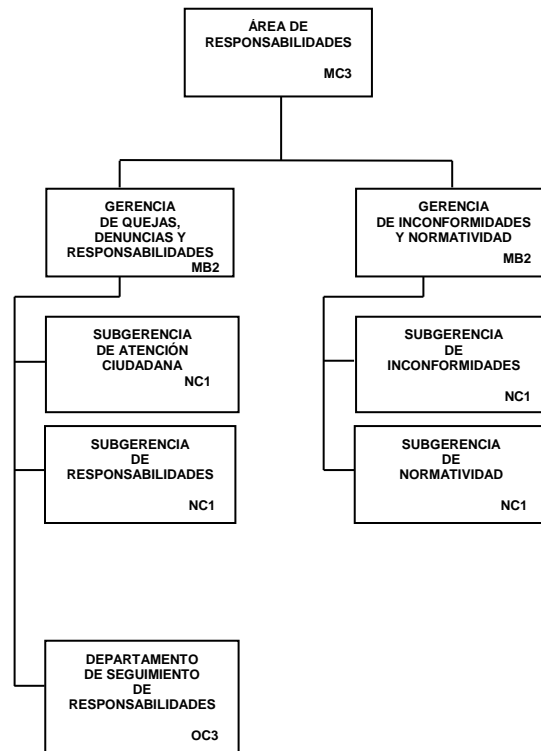 ÁREA DE
RESPONSABILIDADES
MC3
GERENCIA
DE QUEJAS,
DENUNCIAS Y
RESPONSABILIDADES
MB2
GERENCIA
DE INCONFORMIDADES
Y NORMATIVIDAD
MB2
SUBGERENCIA
DE ATENCIÓN
CIUDADANA
NC1
SUBGERENCIA
DE
INCONFORMIDADES
NC1
SUBGERENCIA
DE
RESPONSABILIDADES
NC1
SUBGERENCIA
DE
NORMATIVIDAD
NC1
DEPARTAMENTO
DE SEGUIMIENTO
DE
RESPONSABILIDADES
OC3